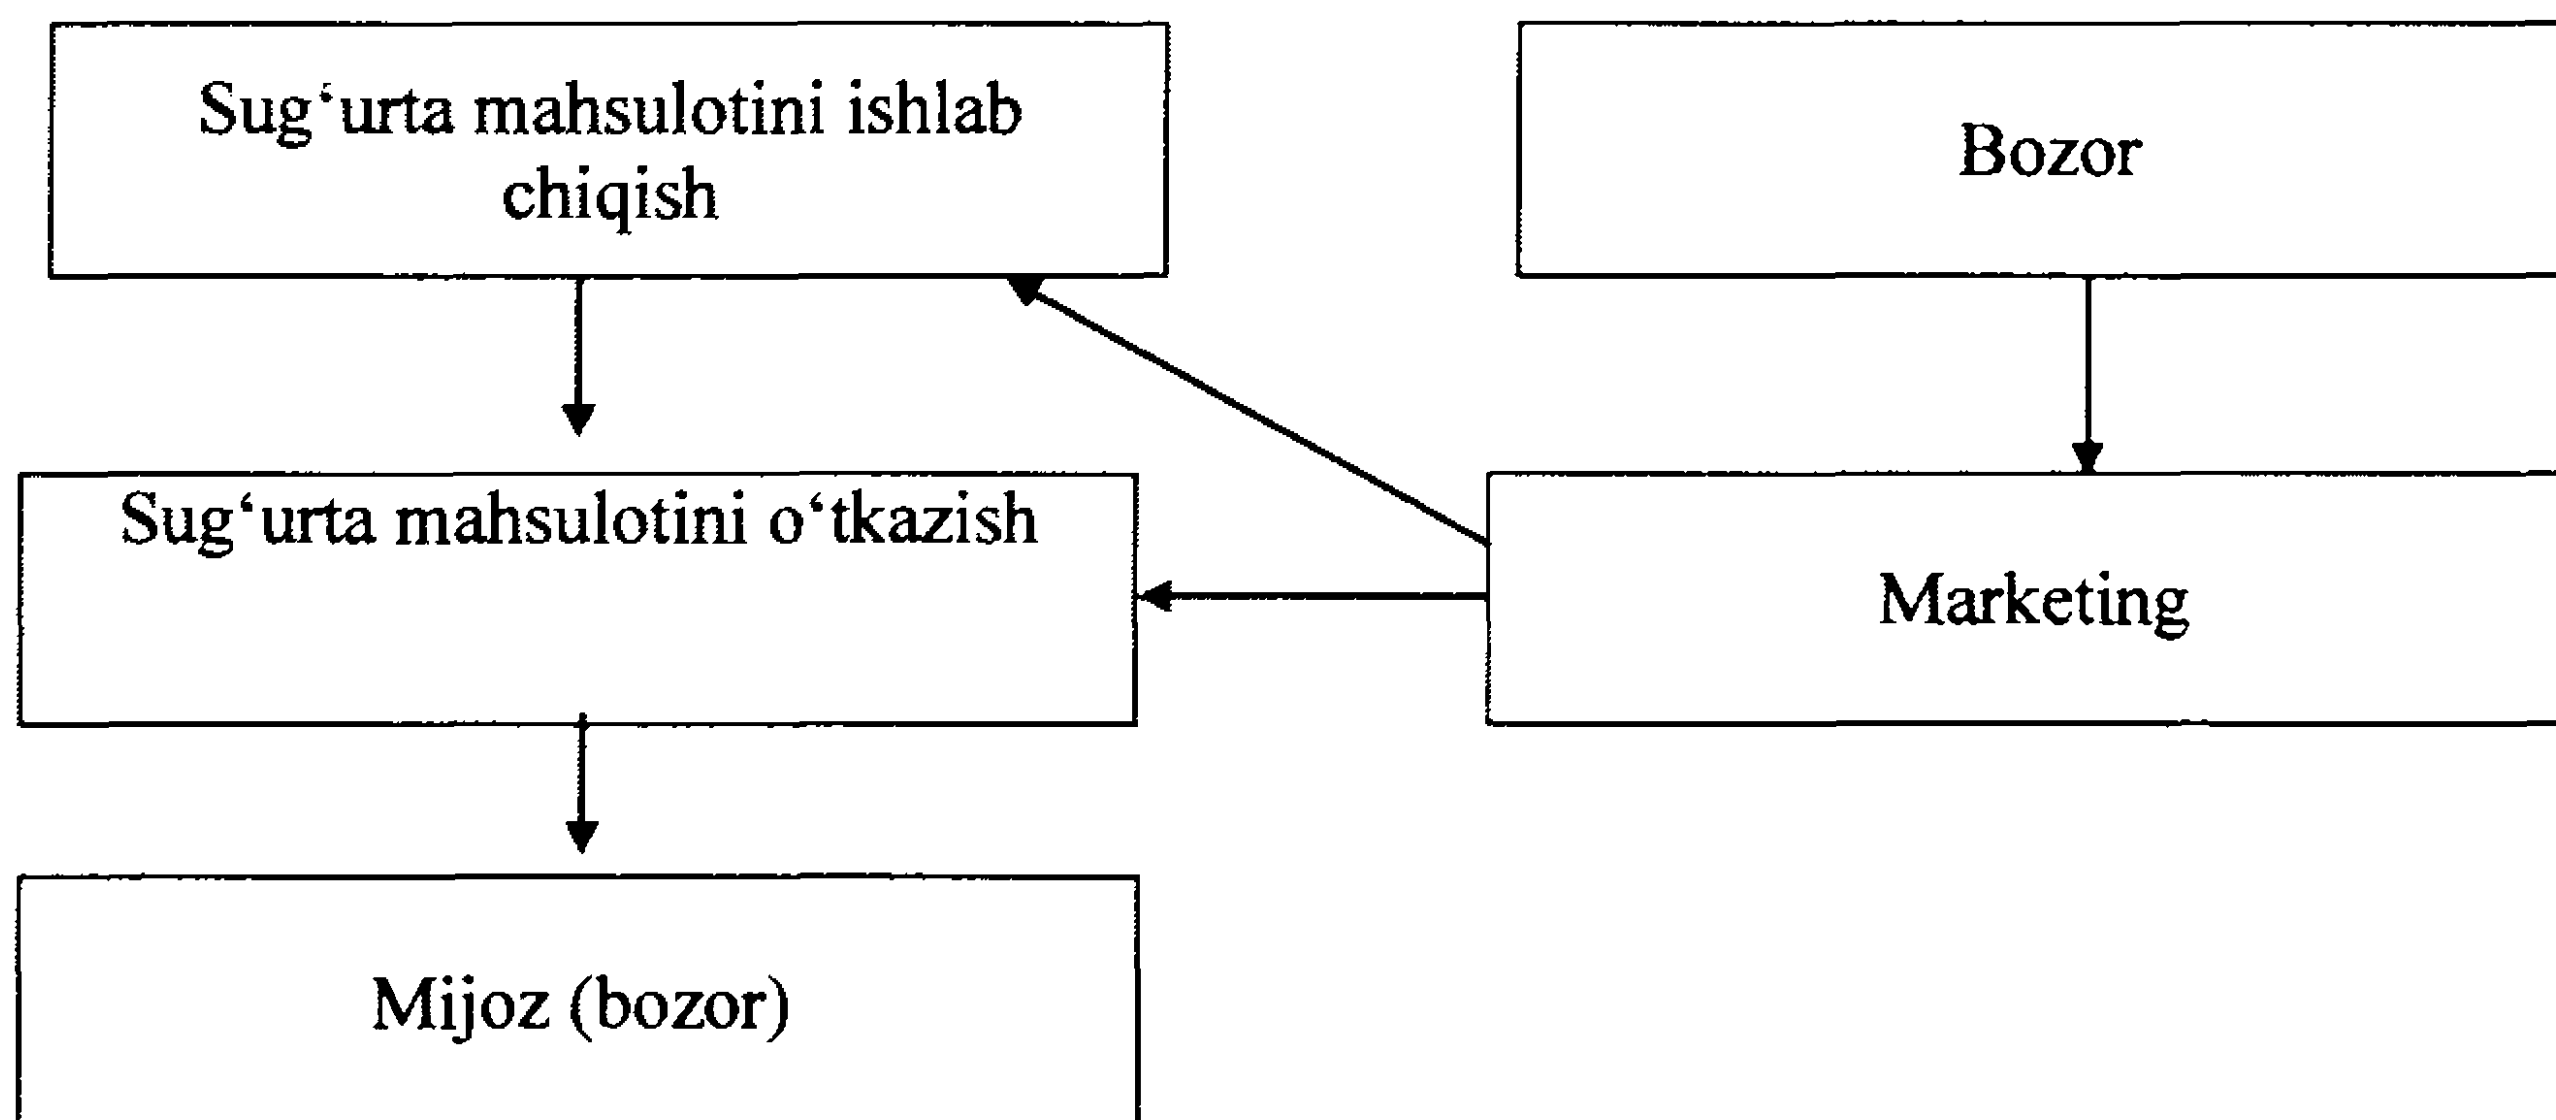 Sug‘urta mahsulotini ishlab
chiqish
Bozor
Sug‘urta mahsulotini o‘tkazish
Marketing
Mijoz (bozor)